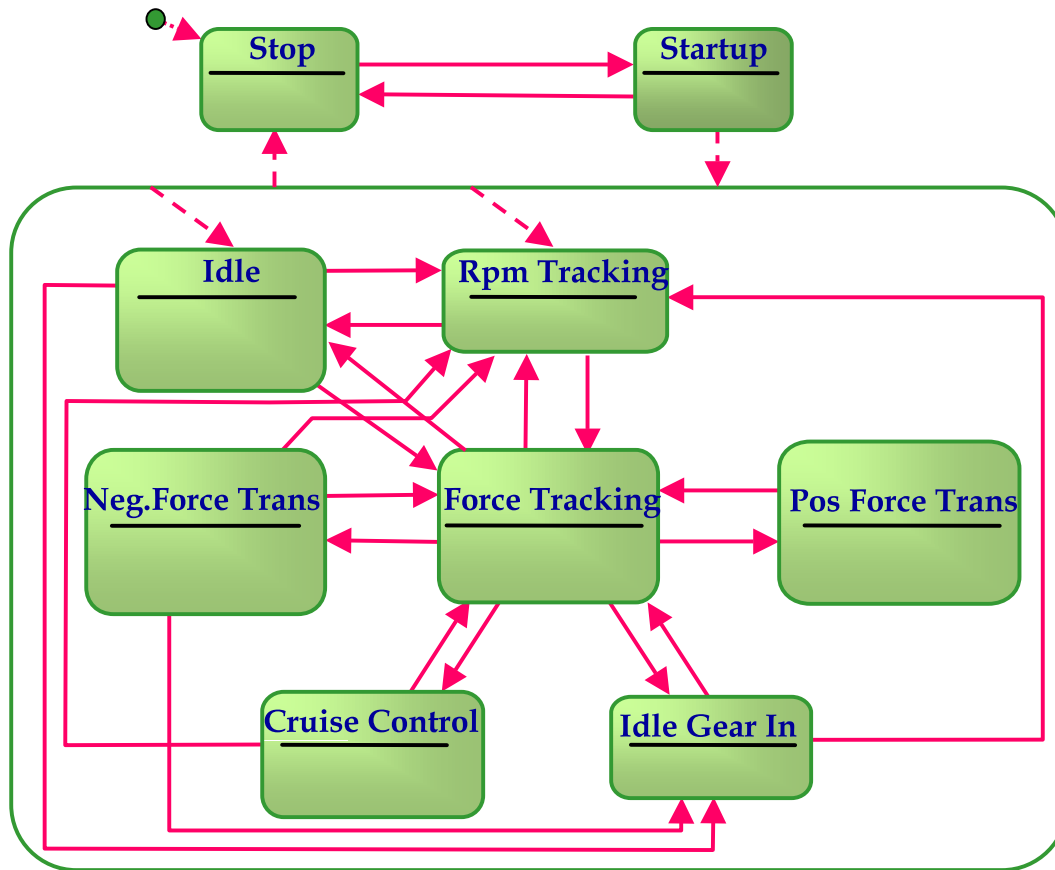 Stop
Startup
Idle
Rpm Tracking
Neg.Force Trans
Force Tracking
Pos Force Trans
Cruise Control
Idle Gear In